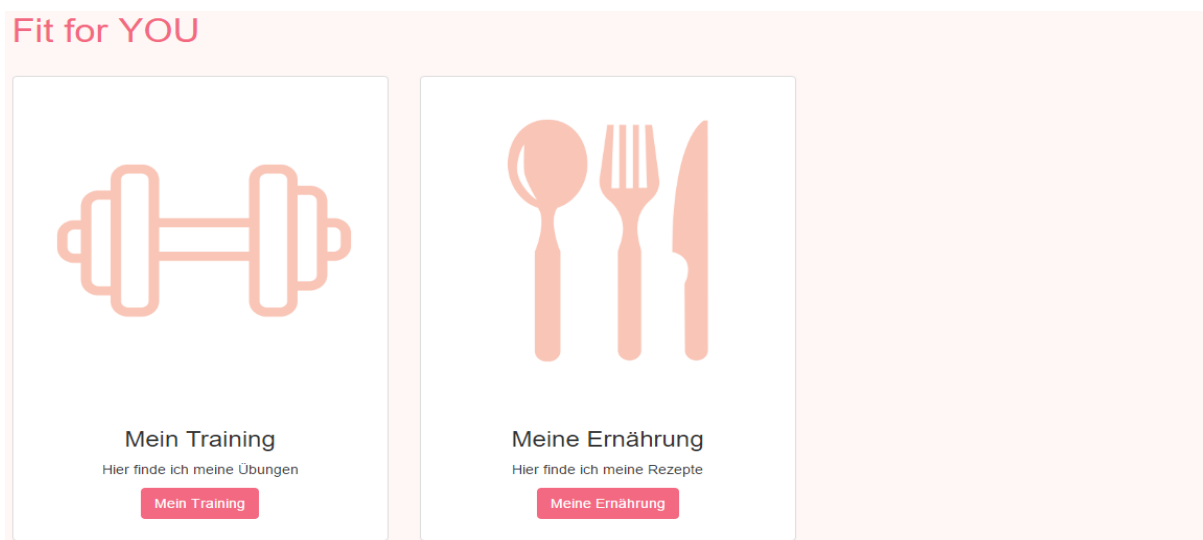 Fit for YOU
Mein Training
Hier finde ich meine Übungen
Mein Training
Meine Ernährung
Hier finde ich meine Rezepte
Meine Ernährung